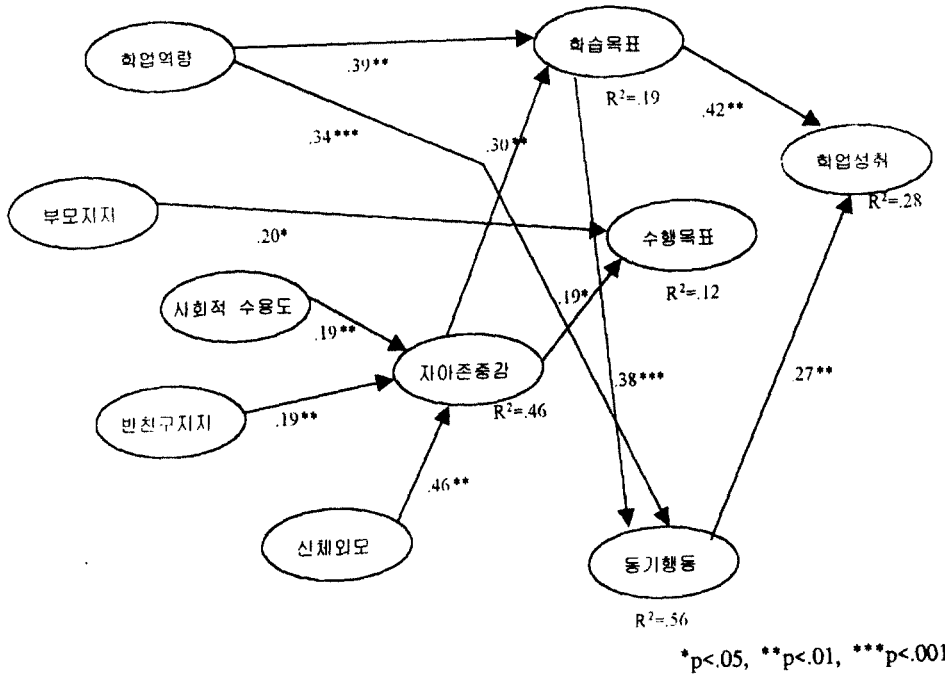 학업역량
학습목표
.39**
R²=.19
.42**
.34***
.30**
학업성취
R²=.28
부모지지
.20*
수행목표
R²=.12
사회적 수용도
.19*
.19**
자아존중감
R²=.46
.38***
.27**
반친구지지
.19**
.46**
신체외모
동기행동
R²=.56
*p<.05, **p<.01, ***p<.001